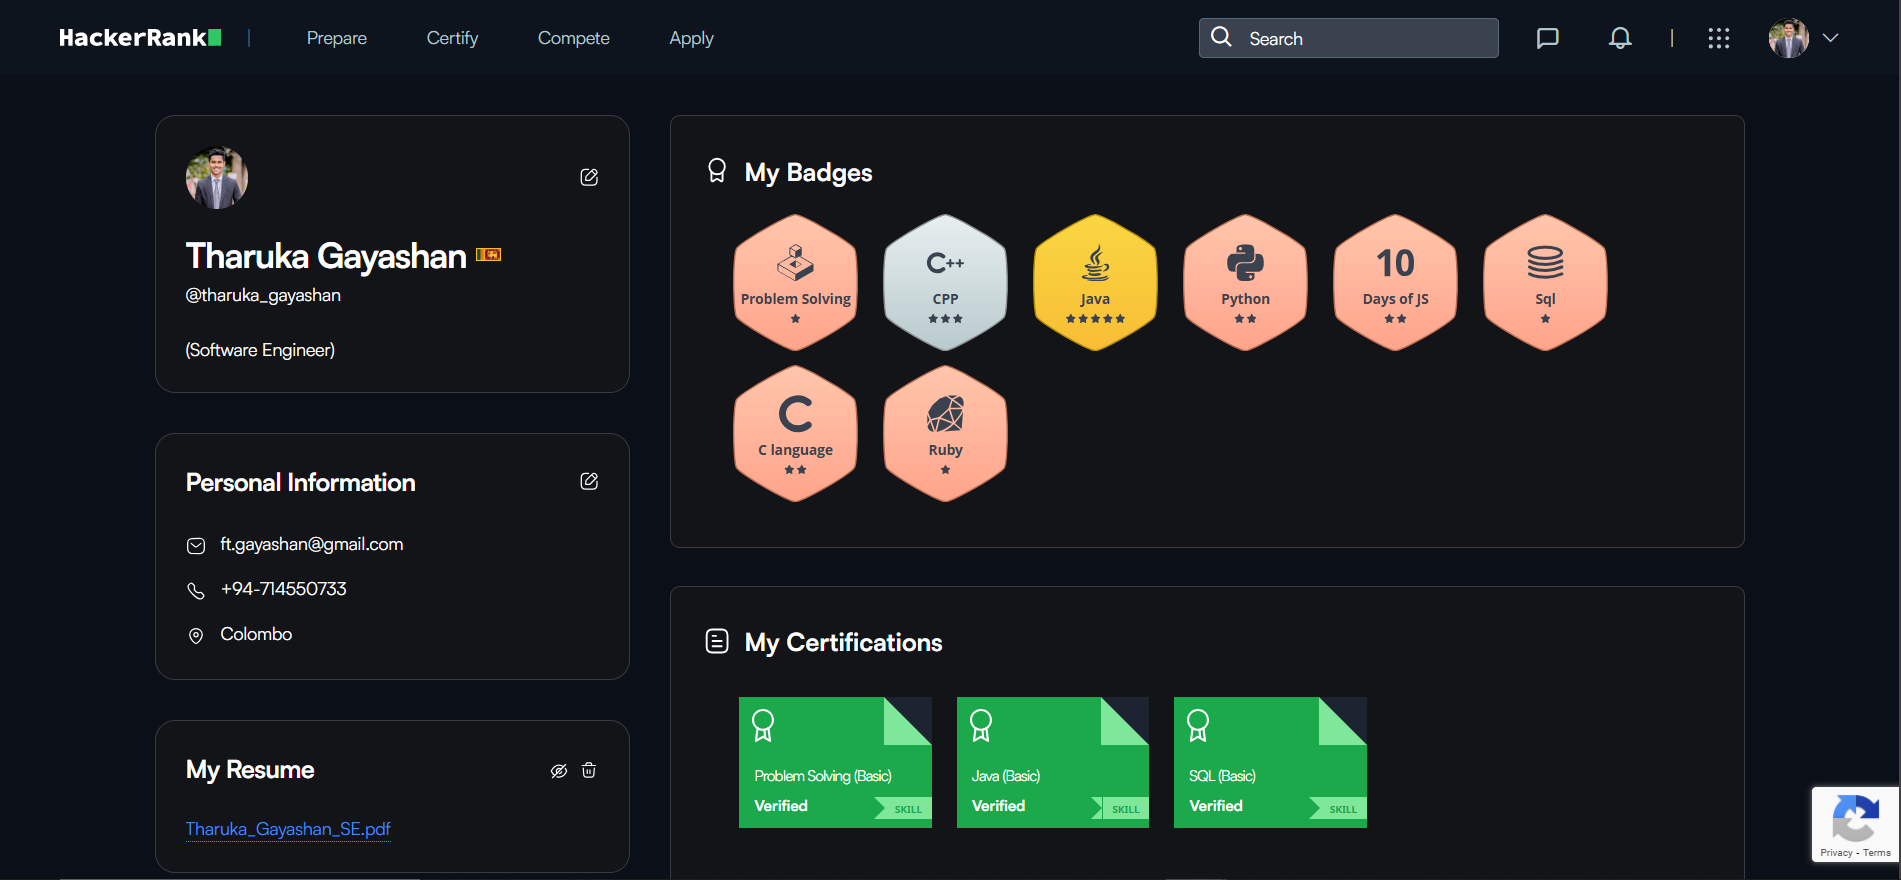 HackerRank
Prepare
Certify
Compete
Apply
Search
Tharuka Gayashan
@tharuka_gayashan
(Software Engineer)
Personal Information
ft.gayashan@gmail.com
+94-714550733
Colombo
My Resume
Tharuka_Gayashan_SE.pdf
My Badges
Problem Solving
C++
CPP
Java
Python
10
Days of JS
Sql
C
C language
Ruby
My Certifications
Problem Solving (Basic)
Verified
SKILL
Java (Basic)
Verified
SKILL
SQL (Basic)
Verified
SKILL
Privacy - Terms